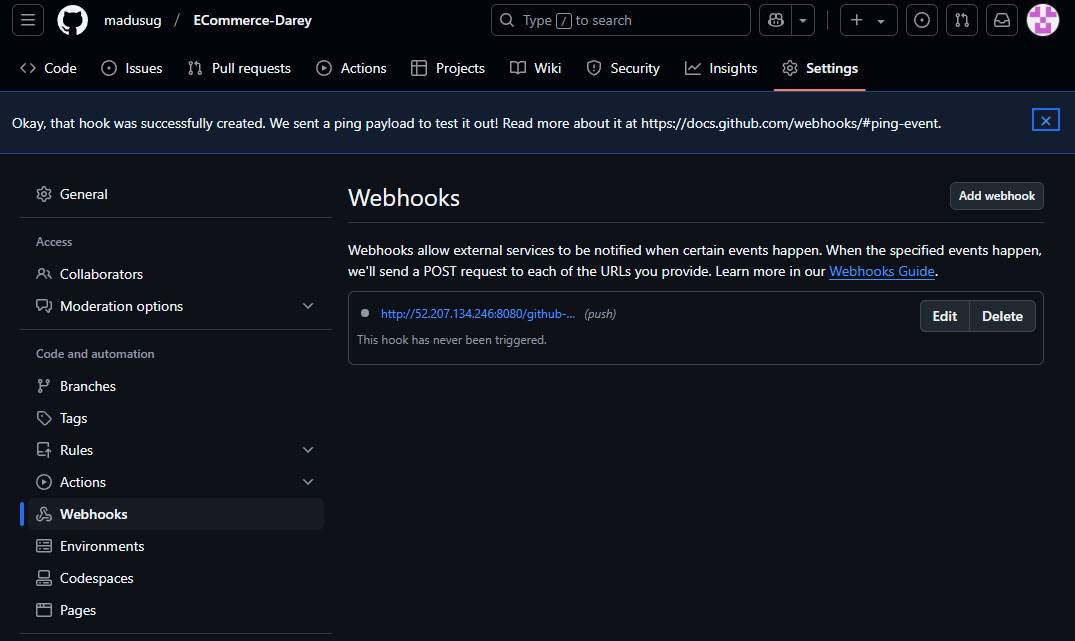 madusug / ECommerce-Darey
Type / to search
Code Issues Pull requests Actions Projects Wiki Security Insights Settings
Okay, that hook was successfully created. We sent a ping payload to test it out! Read more about it at https://docs.github.com/webhooks/#ping-event.
General
Access
Collaborators
Moderation options
Code and automation
Branches
Tags
Rules
Actions
Webhooks
Environments
Codespaces
Pages
Webhooks
Add webhook
Webhooks allow external services to be notified when certain events happen. When the specified events happen,
we'll send a POST request to each of the URLs you provide. Learn more in our Webhooks Guide.
http://52.207.134.246:8080/github-... (push)
Edit Delete
This hook has never been triggered.